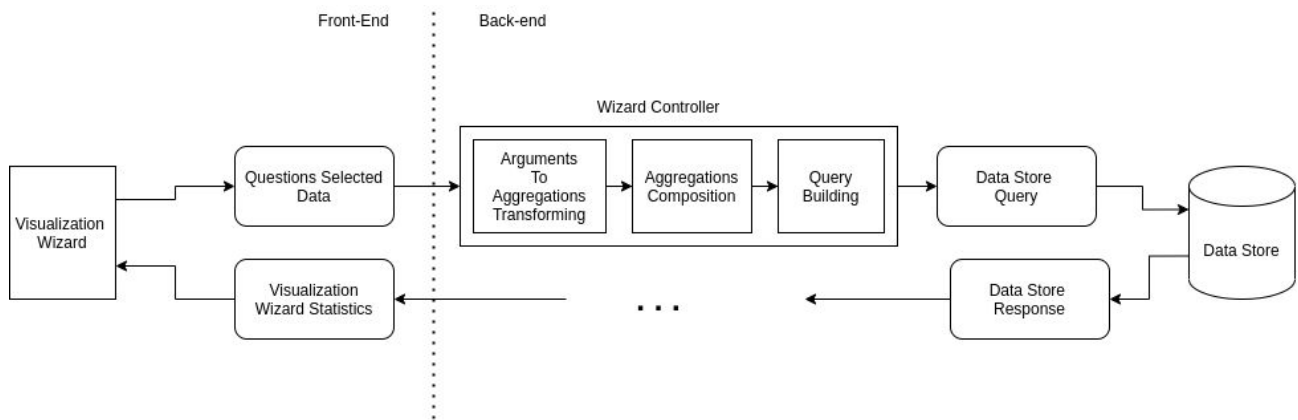 Front-End
Back-end
Wizard Controller
Visualization
Wizard
Questions Selected
Data
Arguments
To
Aggregations
Transforming
Aggregations
Composition
Query
Building
Data Store
Query
Data Store
Visualization
Wizard Statistics
. . .
Data Store
Response